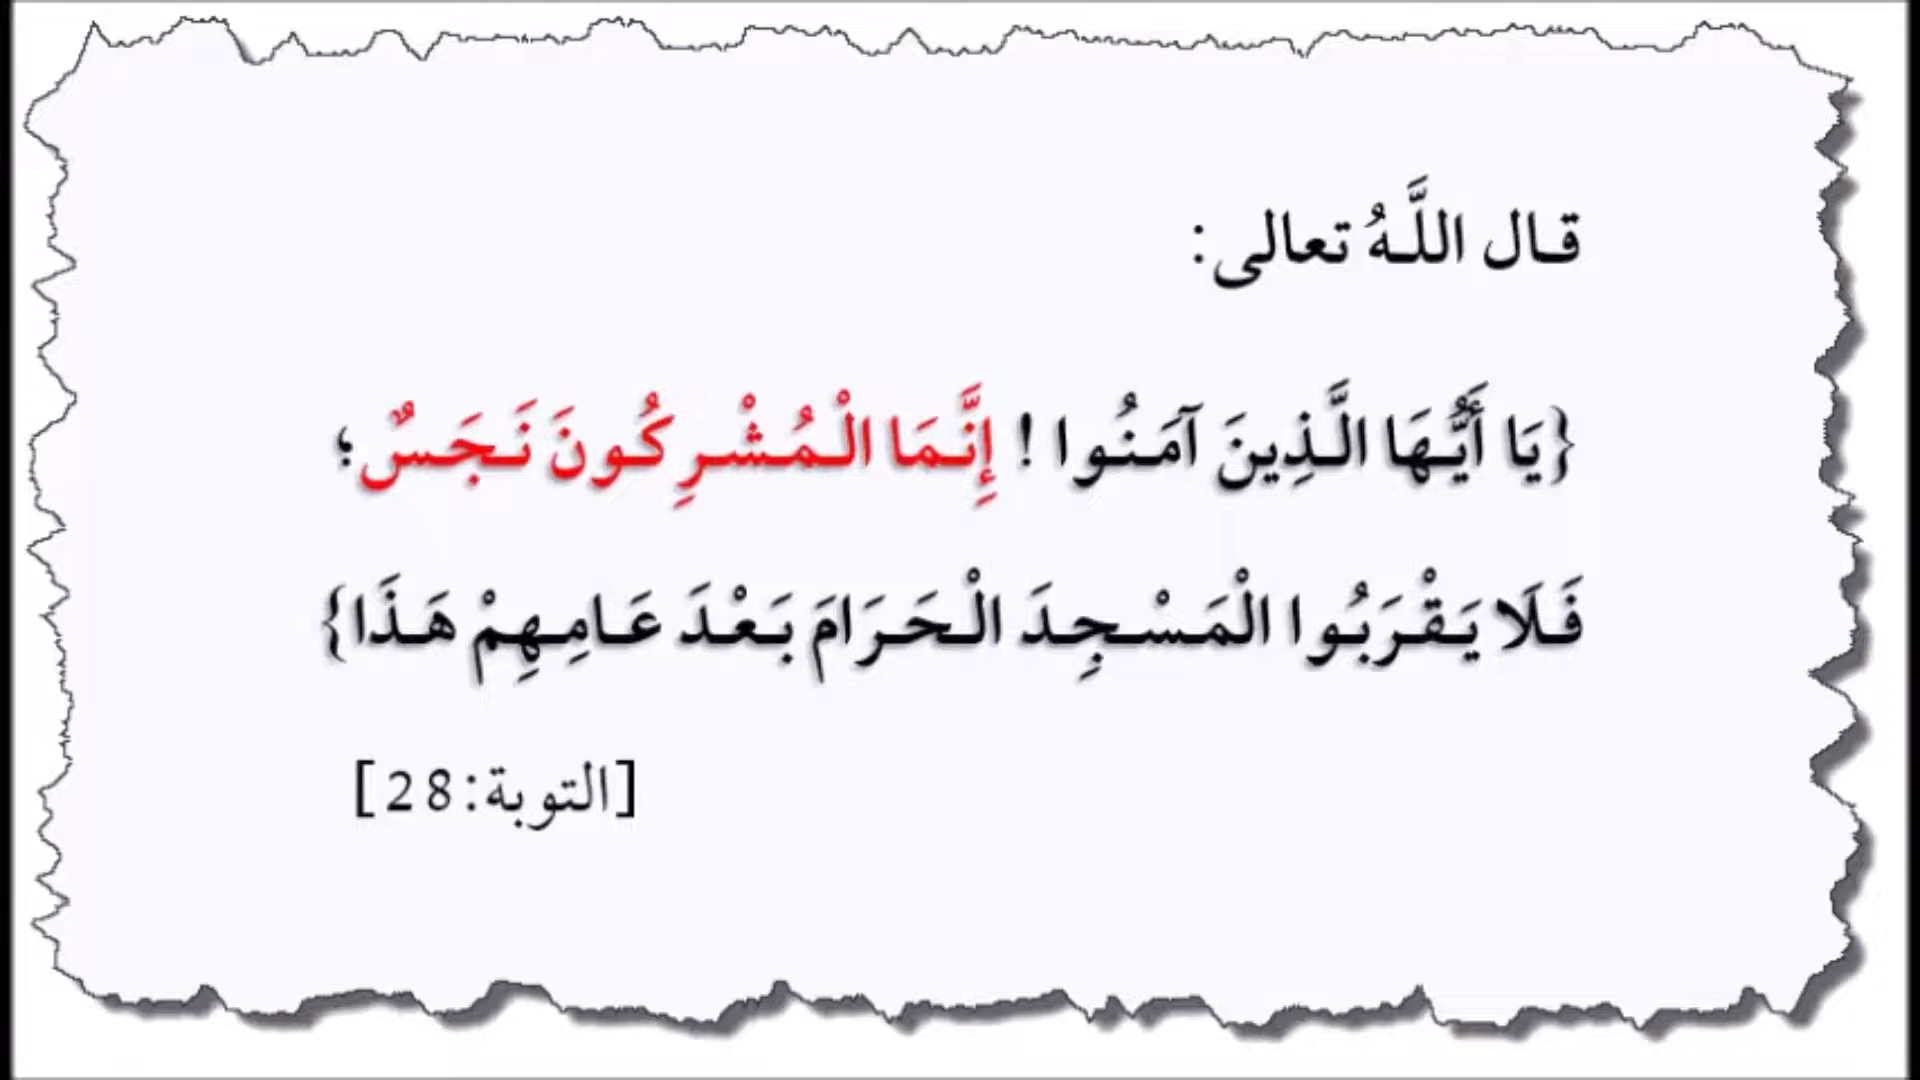 قال اللَّهُ تعالى:
{يَا أَيُّهَا الَّذِينَ آمَنُوا ! إِنَّمَا الْمُشْرِكُونَ نَجَسٌ؛
فَلَا يَقْرَبُوا الْمَسْجِدَ الْحَرَامَ بَعْدَ عَامِهِمْ هَذَا}
[التوبة:28]